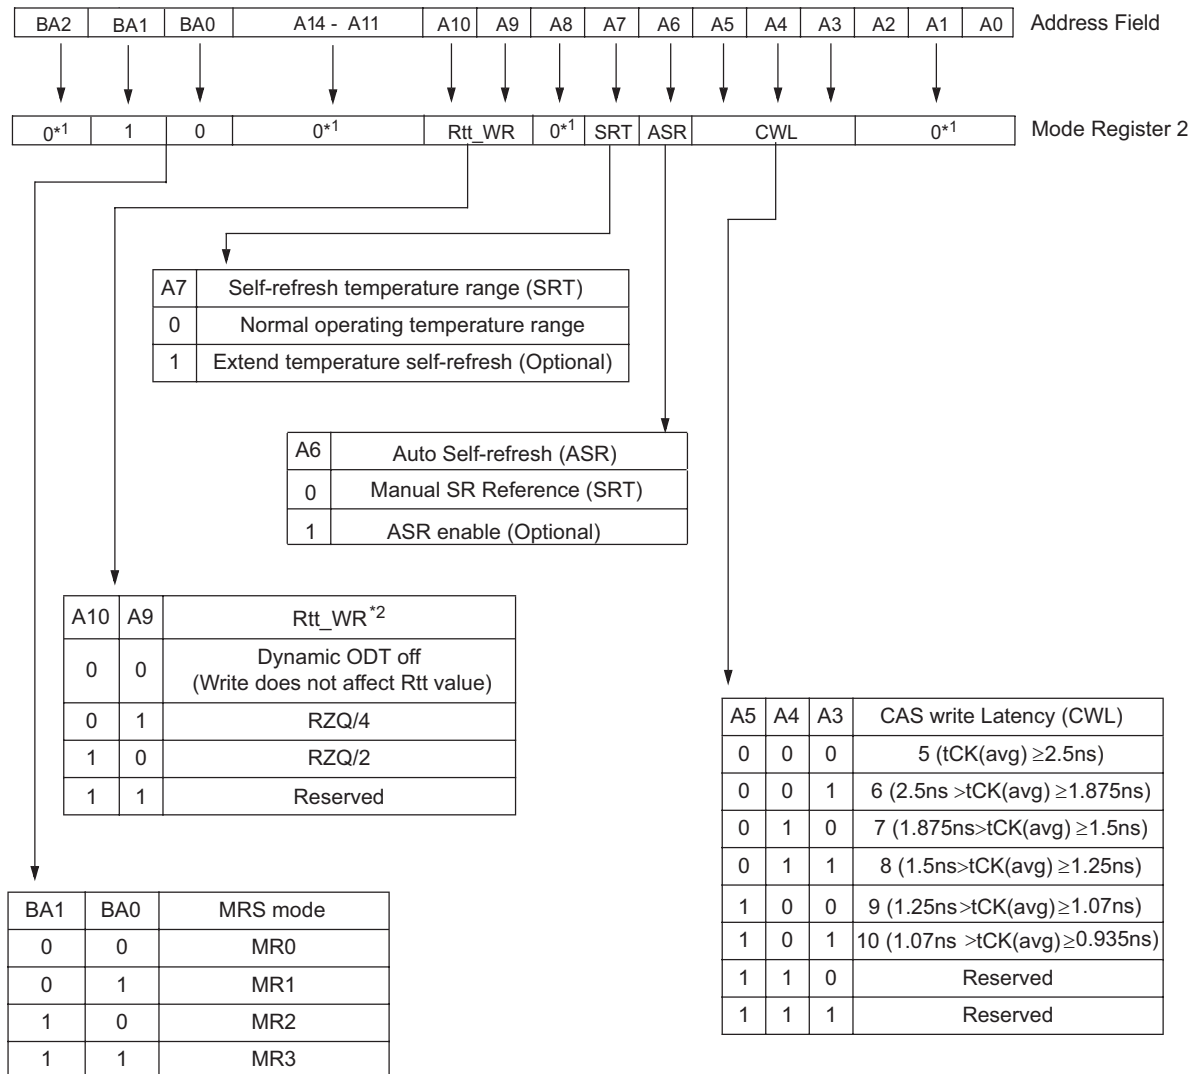 BA2 BA1 BA0 A14 - A11 A10 A9 A8 A7 A6 A5 A4 A3 A2 A1 A0 Address Field
0*1 1 0 0*1 Rtt_WR 0*1 SRT ASR CWL 0*1 Mode Register 2
A7 Self-refresh temperature range (SRT)
0 Normal operating temperature range
1 Extend temperature self-refresh (Optional)
A6 Auto Self-refresh (ASR)
0 Manual SR Reference (SRT)
1 ASR enable (Optional)
A10 A9 Rtt_WR*2
0 0 Dynamic ODT off
(Write does not affect Rtt value)
0 1 RZQ/4
1 0 RZQ/2
1 1 Reserved
A5 A4 A3 CAS write Latency (CWL)
0 0 0 5 (tCK(avg) ≥2.5ns)
0 0 1 6 (2.5ns >tCK(avg) ≥1.875ns)
0 1 0 7 (1.875ns>tCK(avg) ≥1.5ns)
0 1 1 8 (1.5ns>tCK(avg) ≥1.25ns)
1 0 0 9 (1.25ns>tCK(avg) ≥1.07ns)
1 0 1 10 (1.07ns >tCK(avg) ≥0.935ns)
1 1 0 Reserved
1 1 1 Reserved
BA1 BA0 MRS mode
0 0 MR0
0 1 MR1
1 0 MR2
1 1 MR3